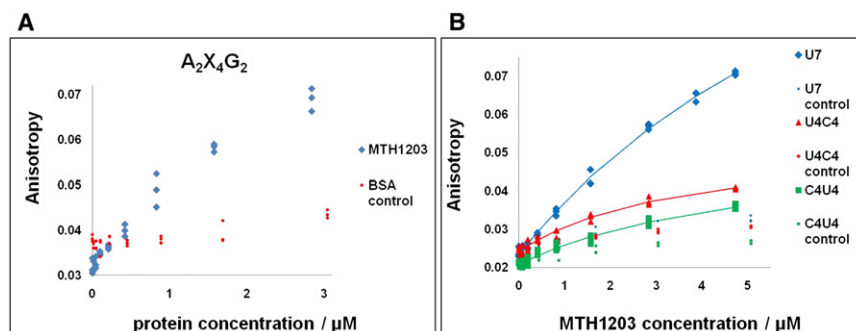 A
A2X4G2
Anisotropy
0.07
0.06
0.05
0.04
0.03
0
1
2
3
protein concentration / µM
MTH1203
BSA
control
B
Anisotropy
0.07
0.06
0.05
0.04
0.03
0.02
0
1
2
3
4
5
MTH1203 concentration / µM
U7
U7
control
U4C4
U4C4
control
C4U4
C4U4
control